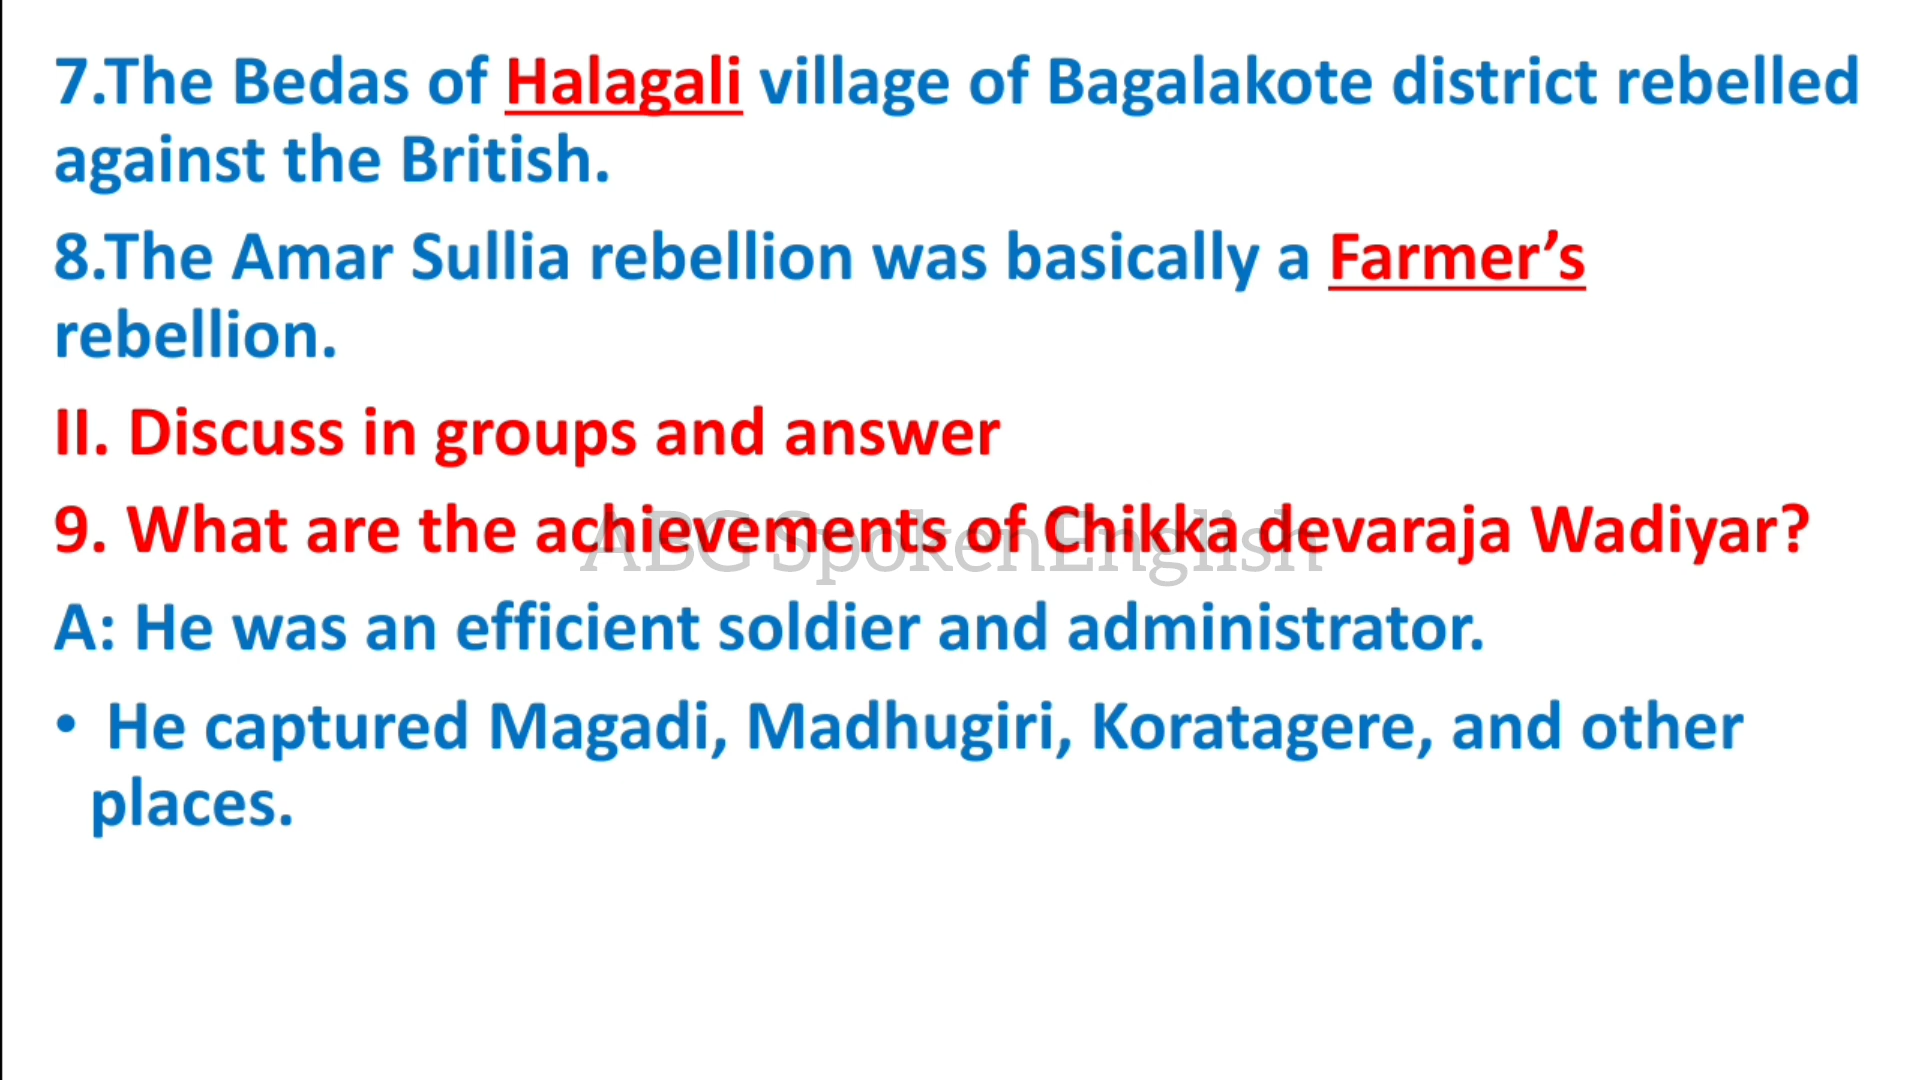 7.The Bedas of Halagali village of Bagalakote district rebelled
against the British.
8.The Amar Sullia rebellion was basically a Farmer’s
rebellion.
II. Discuss in groups and answer
9. What are the achievements of Chikka devaraja Wadiyar?
ABG SpokenEnglish
A: He was an efficient soldier and administrator.
• He captured Magadi, Madhugiri, Koratagere, and other
places.